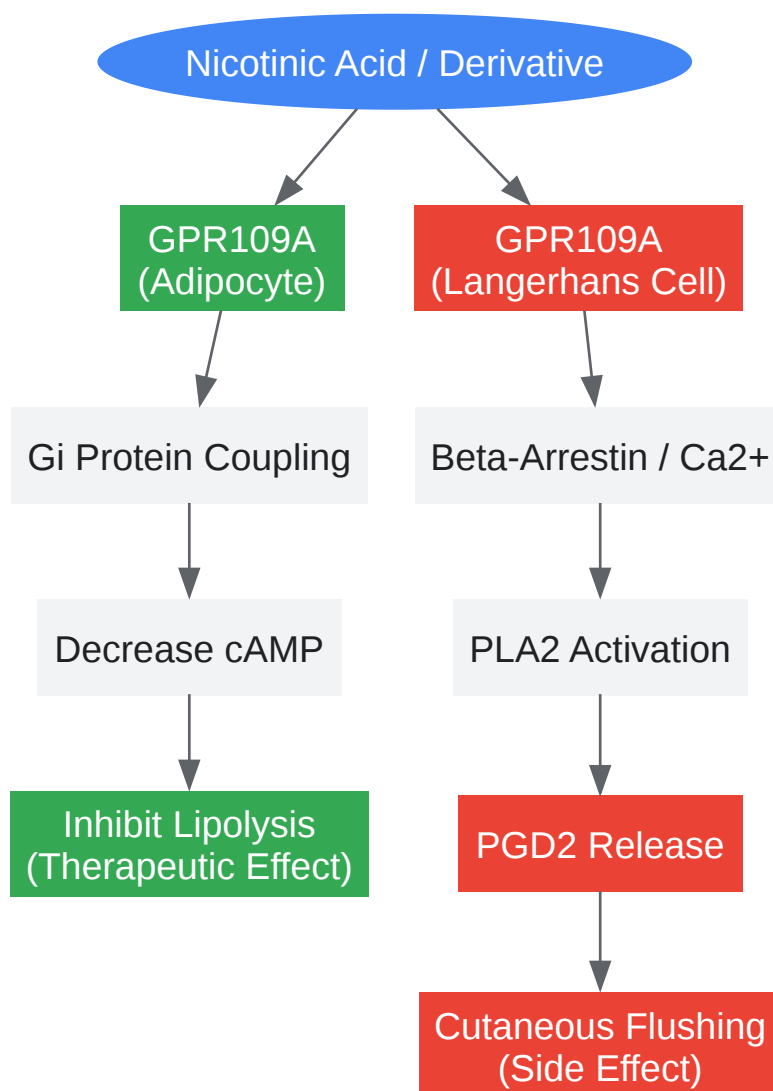 Nicotinic Acid / Derivative
GPR109A
(Adipocyte)
GPR109A
(Langerhans Cell)
Gi Protein Coupling
Beta-Arrestin / Ca2+
Decrease cAMP
PLA2 Activation
Inhibit Lipolysis
(Therapeutic Effect)
PGD2 Release
Cutaneous Flushing
(Side Effect)